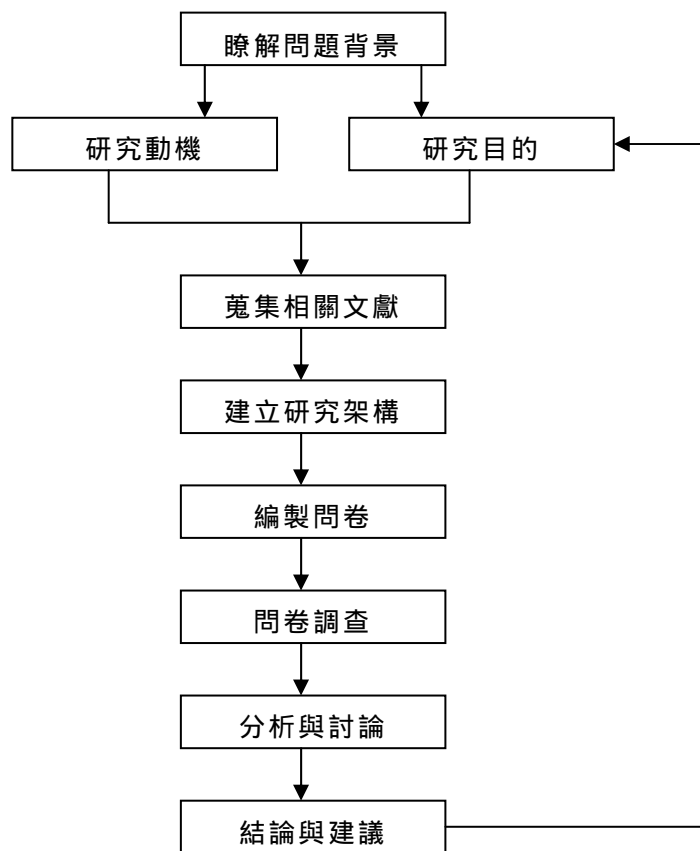 瞭解問題背景
研究動機
研究目的
蒐集相關文獻
建立研究架構
編製問卷
問卷調查
分析與討論
結論與建議